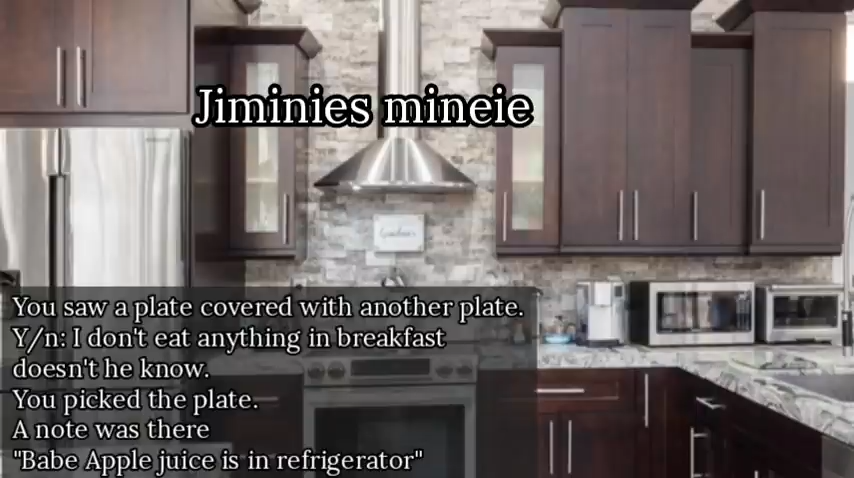 Jiminies mineie
You saw a plate covered with another plate.
Y/n: I don't eat anything in breakfast
doesn't he know.
You picked the plate.
A note was there
"Babe Apple juice is in refrigerator"